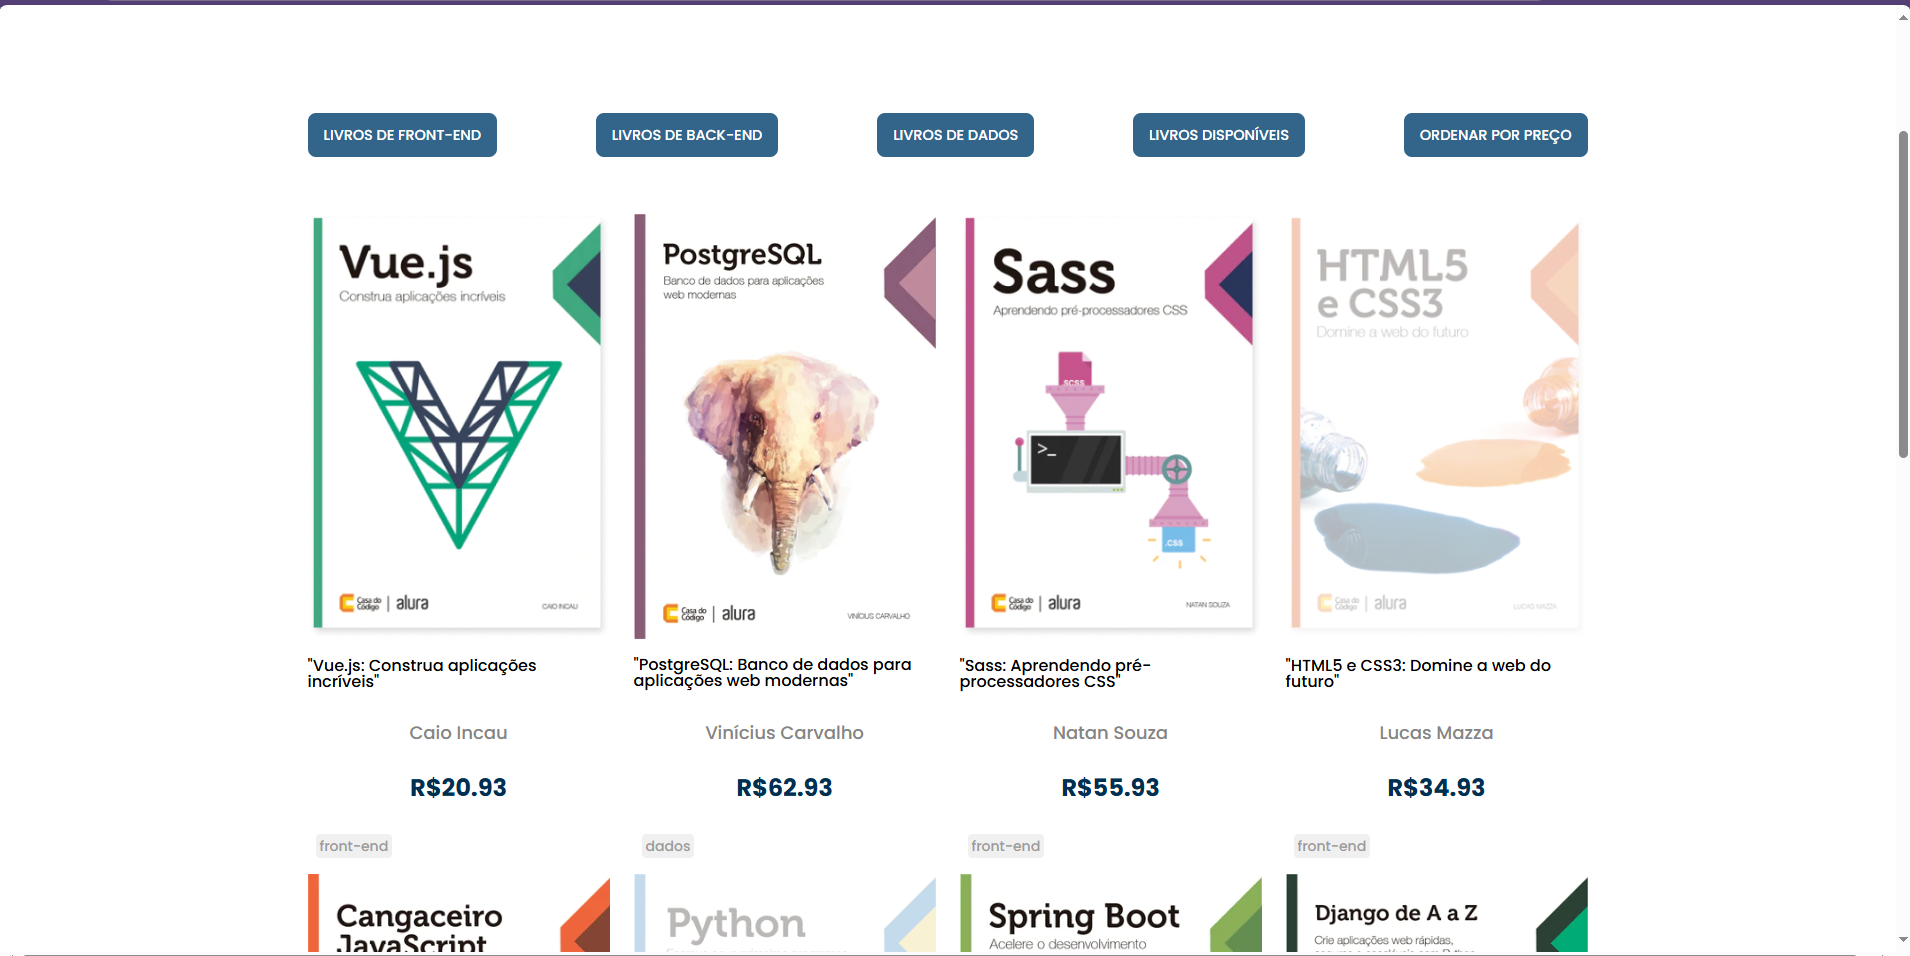 LIVROS DE FRONT-END
LIVROS DE BACK-END
LIVROS DE DADOS
LIVROS DISPONÍVEIS
ORDENAR POR PREÇO
Vue.js
Construa aplicações incríveis
Casa do
Código
alura
CAIO INCAU
PostgreSQL
Banco de dados para aplicações
web modernas
Casa do
Código
alura
VINÍCIUS CARVALHO
Sass
Aprendendo pré-processadores CSS
SCSS
>_
.CSS
Casa do
Código
alura
NATAN SOUZA
HTML5
e CSS3
Domine a web do futuro
Casa do
Código
alura
LUCAS MAZZA
"Vue.js: Construa aplicações
incríveis"
"PostgreSQL: Banco de dados para
aplicações web modernas"
"Sass: Aprendendo pré-
processadores CSS"
"HTML5 e CSS3: Domine a web do
futuro"
Caio Incau
Vinícius Carvalho
Natan Souza
Lucas Mazza
R$20.93
R$62.93
R$55.93
R$34.93
front-end
dados
front-end
front-end
Cangaceiro
JavaScript
Python
Spring Boot
Acelere o desenvolvimento
Django de A a Z
Crie aplicações web rápidas,